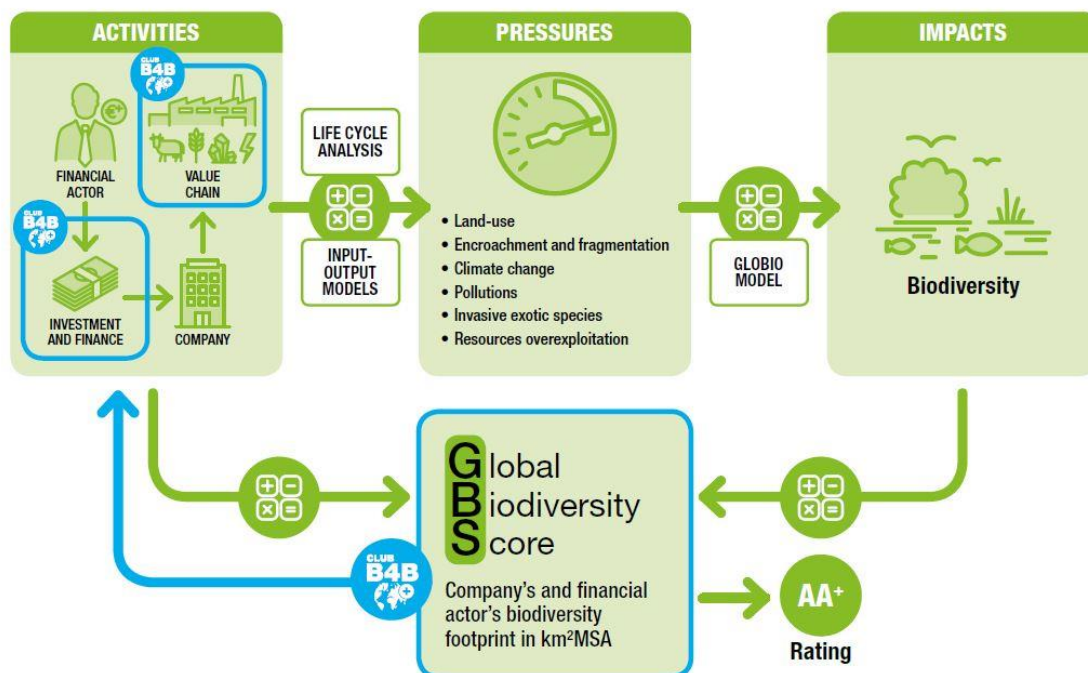 ACTIVITIES
CLUB
B4B
FINANCIAL
ACTOR
VALUE
CHAIN
CLUB
B4B
INVESTMENT
AND FINANCE
COMPANY
LIFE CYCLE
ANALYSIS
INPUT-
OUTPUT
MODELS
PRESSURES
• Land-use
• Encroachment and fragmentation
• Climate change
• Pollutions
• Invasive exotic species
• Resources overexploitation
GLOBIO
MODEL
IMPACTS
Biodiversity
Global
Biodiversity
Score
CLUB
B4B
Company's and financial
actor's biodiversity
footprint in km²MSA
AA+
Rating